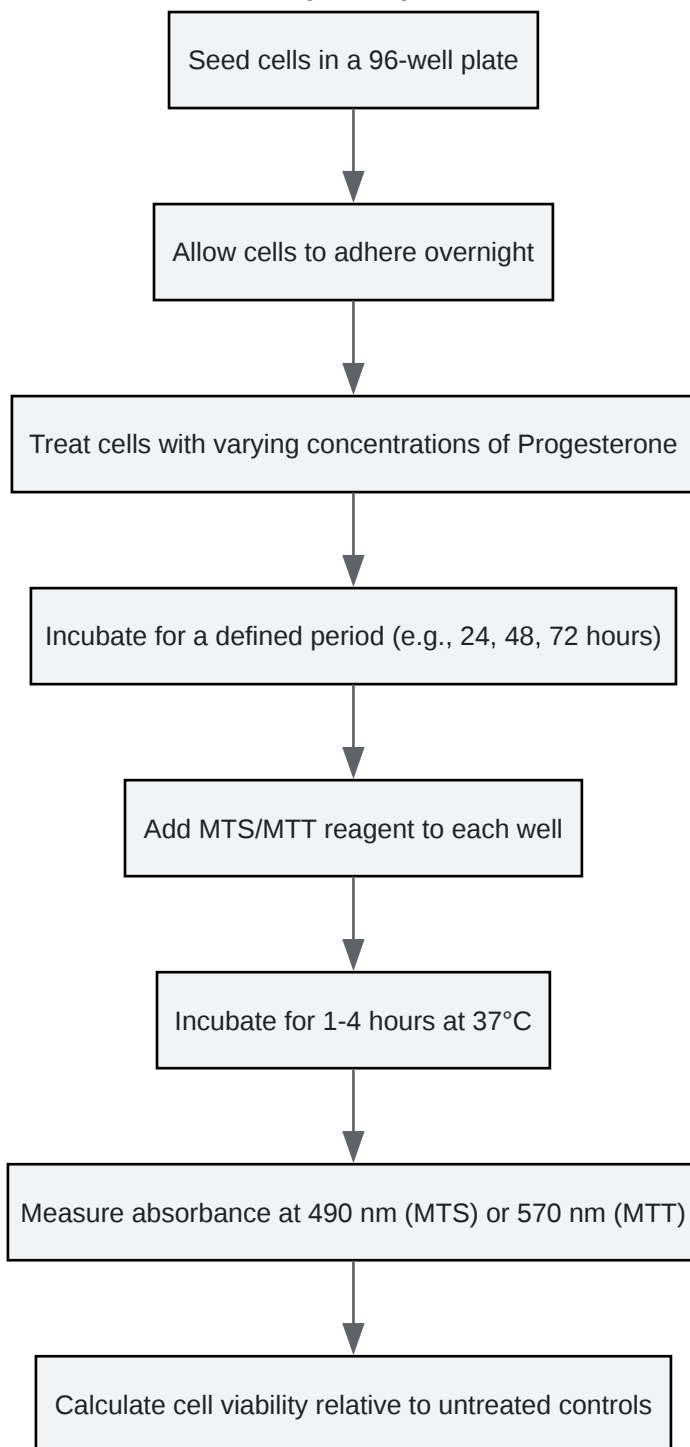 Seed cells in a 96-well plate
Allow cells to adhere overnight
Treat cells with varying concentrations of Progesterone
Incubate for a defined period (e.g., 24, 48, 72 hours)
Add MTS/MTT reagent to each well
Incubate for 1-4 hours at 37°C
Measure absorbance at 490 nm (MTS) or 570 nm (MTT)
Calculate cell viability relative to untreated controls